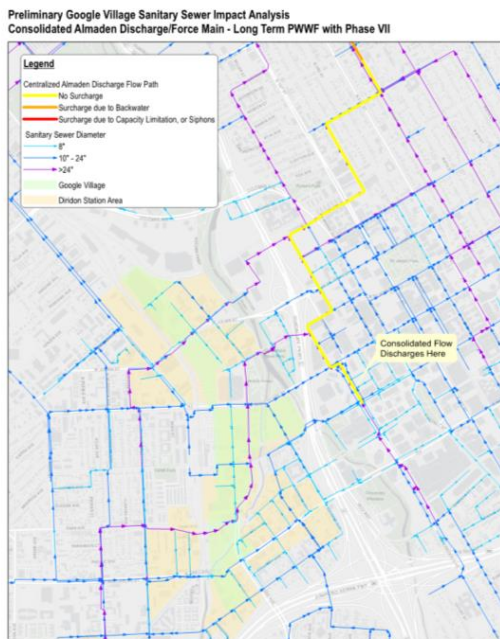 Preliminary Google Village Sanitary Sewer Impact Analysis
Consolidated Almaden Discharge/Force Main - Long Term PWWF with Phase VII
Legend
Centralized Almaden Discharge Flow Path
No Surcharge
Surcharge due to Backwater
Surcharge due to Capacity Limitation, or Siphons
Sanitary Sewer Diameter
8"
10" - 24"
>24"
Google Village
Diridon Station Area
Consolidated Flow
Discharges Here